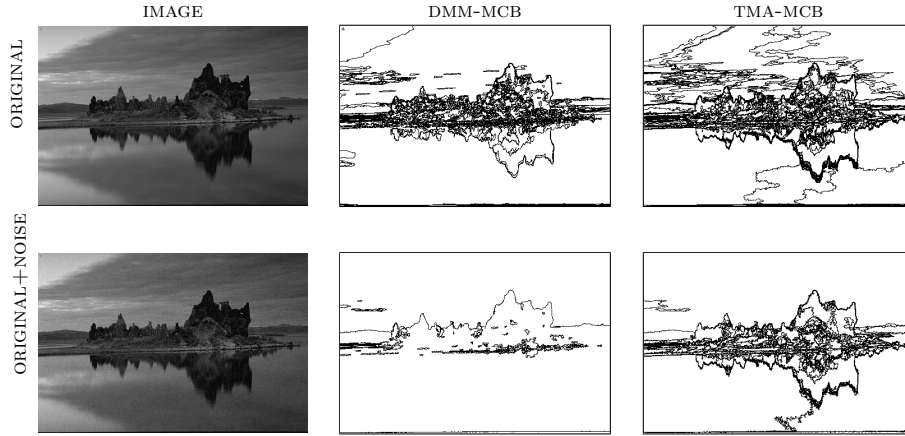 IMAGE
DMM-MCB
TMA-MCB
ORIGINAL
ORIGINAL+NOISE